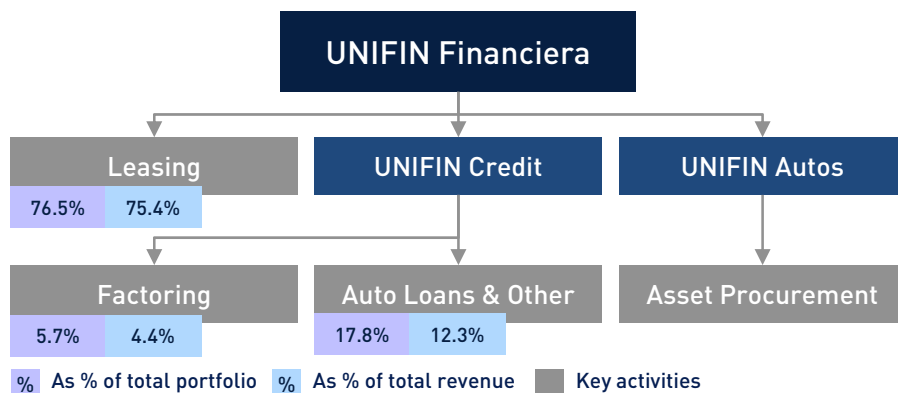 UNIFIN Financiera
Leasing
UNIFIN Credit
UNIFIN Autos
76.5% 75.4%
Factoring
Auto Loans & Other
Asset Procurement
5.7% 4.4%
17.8% 12.3%
% As % of total portfolio % As % of total revenue Key activities